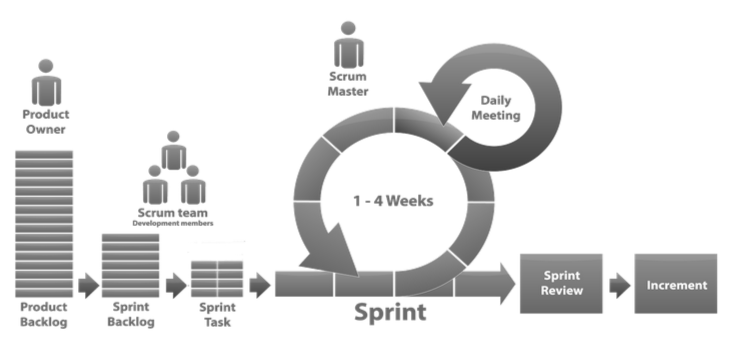 Scrum
Master
Daily
Meeting
Product
Owner
1 - 4 Weeks
Scrum team
Development members
Sprint
Review
Increment
Product
Backlog
Sprint
Backlog
Sprint
Task
Sprint